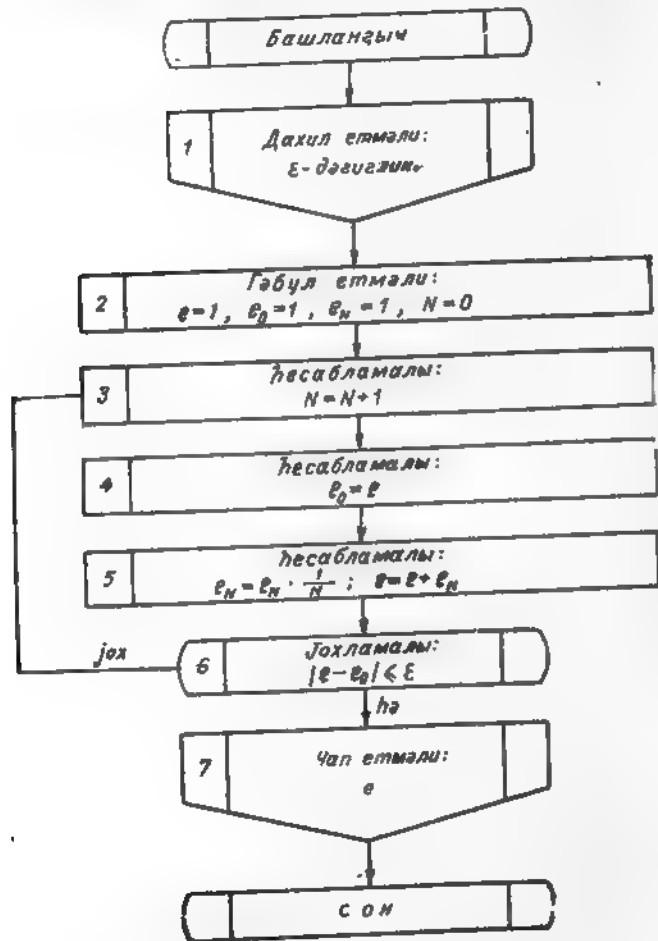 Башланғыч
1
Дахил етмәли:
ε-дәгиглик
2
Гәбул етмәли:
e=1, e₀=1, eₙ=1, N=0
3
Һесабламалы:
N=N+1
4
Һесабламалы:
e₀=e
5
Һесабламалы:
eₙ=eₙ·1/N; e=e+eₙ
јох
6
Јохламалы:
|e-e₀|⩽ε
һә
7
Чап етмәли:
e
сон